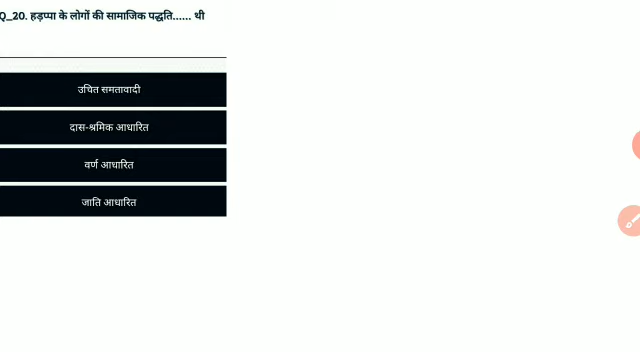 Q_20. हड़प्पा के लोगों की सामाजिक पद्धति...... थी
उचित समतावादी
दास-श्रमिक आधारित
वर्ण आधारित
जाति आधारित